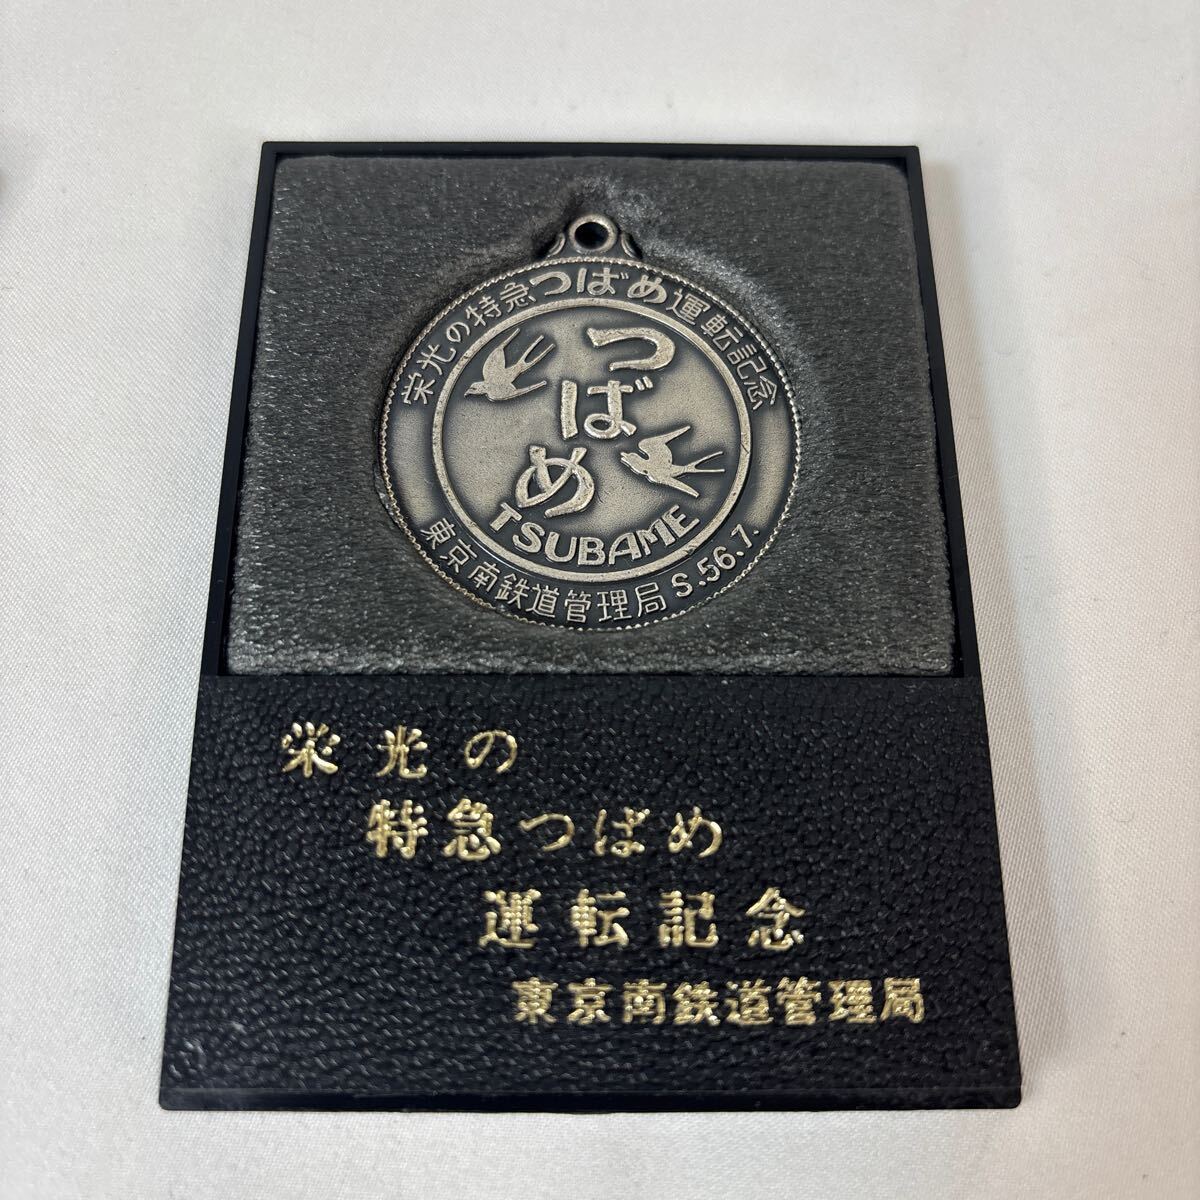 栄光の特急つばめ運転記念
つばめ
TSUBAME
東京南鉄道管理局 S.56.7.
栄光の
特急つばめ
運転記念
東京南鉄道管理局